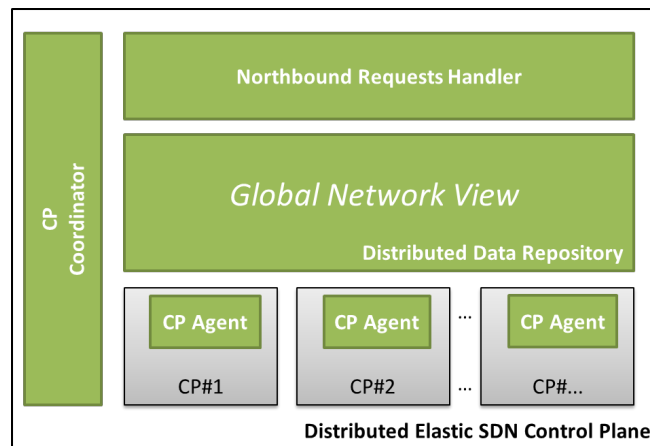 CP
Coordinator
Northbound Requests Handler
Global Network View
Distributed Data Repository
CP Agent
CP#1
CP Agent
CP#2
...
...
CP Agent
CP#...
Distributed Elastic SDN Control Plane